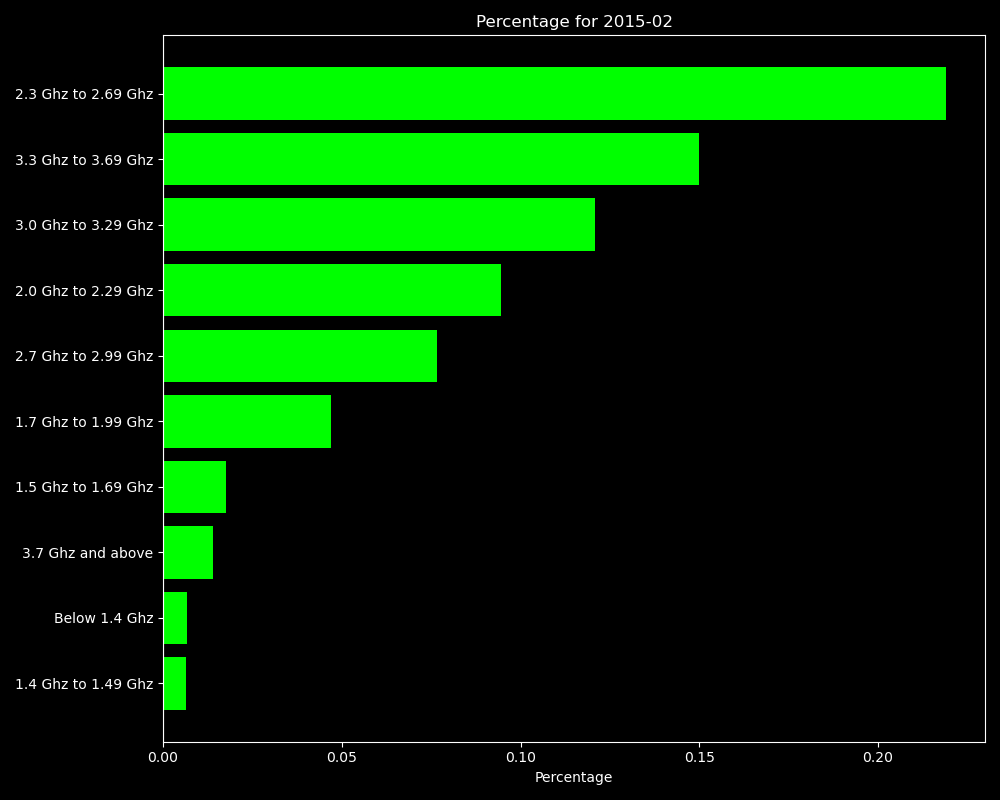 Percentage for 2015-02
2.3 Ghz to 2.69 Ghz
3.3 Ghz to 3.69 Ghz
3.0 Ghz to 3.29 Ghz
2.0 Ghz to 2.29 Ghz
2.7 Ghz to 2.99 Ghz
1.7 Ghz to 1.99 Ghz
1.5 Ghz to 1.69 Ghz
3.7 Ghz and above
Below 1.4 Ghz
1.4 Ghz to 1.49 Ghz
0.00 0.05 0.10 0.15 0.20
Percentage